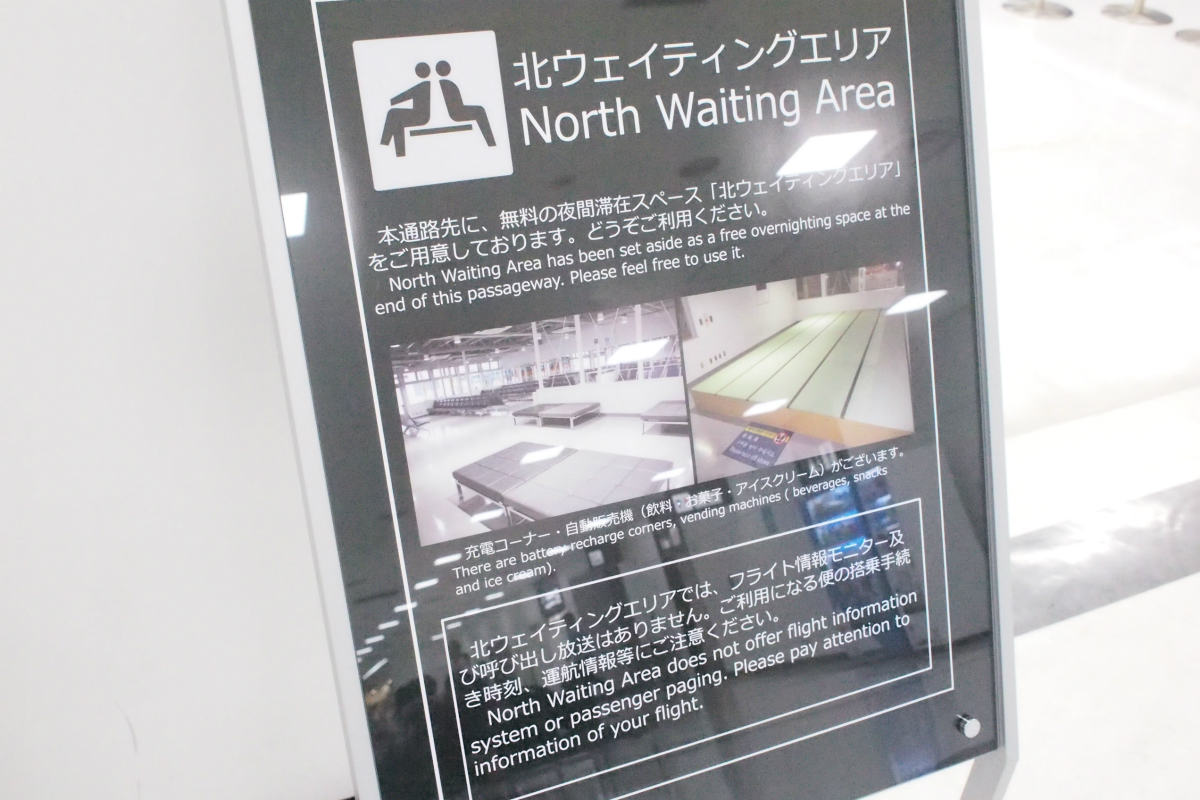 北ウェイティングエリア
North Waiting Area
本通路先に、無料の夜間滞在スペース「北ウェイティングエリア」
をご用意しております。どうぞご利用ください。
North Waiting Area has been set aside as a free overnighting space at the
end of this passageway. Please feel free to use it.
充電コーナー・自動販売機（飲料・お菓子・アイスクリーム）がございます。
There are battery recharge corners, vending machines ( beverages, snacks
and ice cream).
北ウェイティングエリアでは、フライト情報モニター及
び呼び出し放送はありません。ご利用になる便の搭乗手続
き時刻、運航情報等にご注意ください。
North Waiting Area does not offer flight information
system or passenger paging. Please pay attention to
information of your flight.